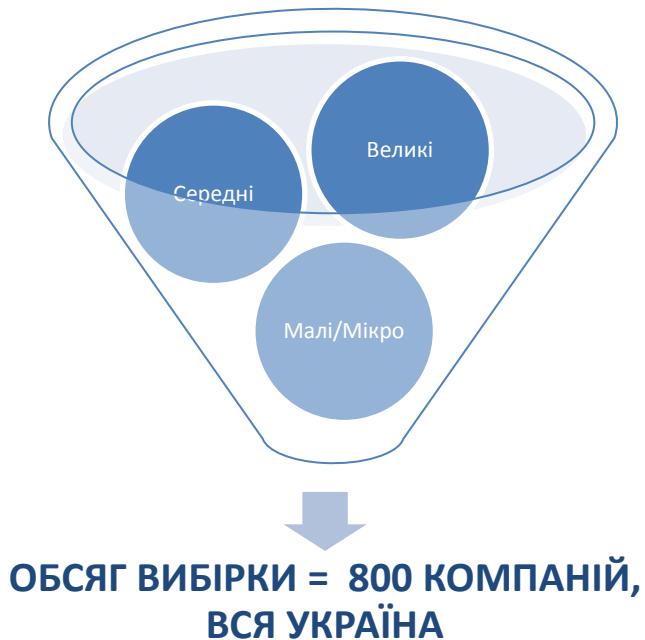 Великі
Середні
Малі/Мікро
ОБСЯГ ВИБІРКИ = 800 КОМПАНІЙ,
ВСЯ УКРАЇНА